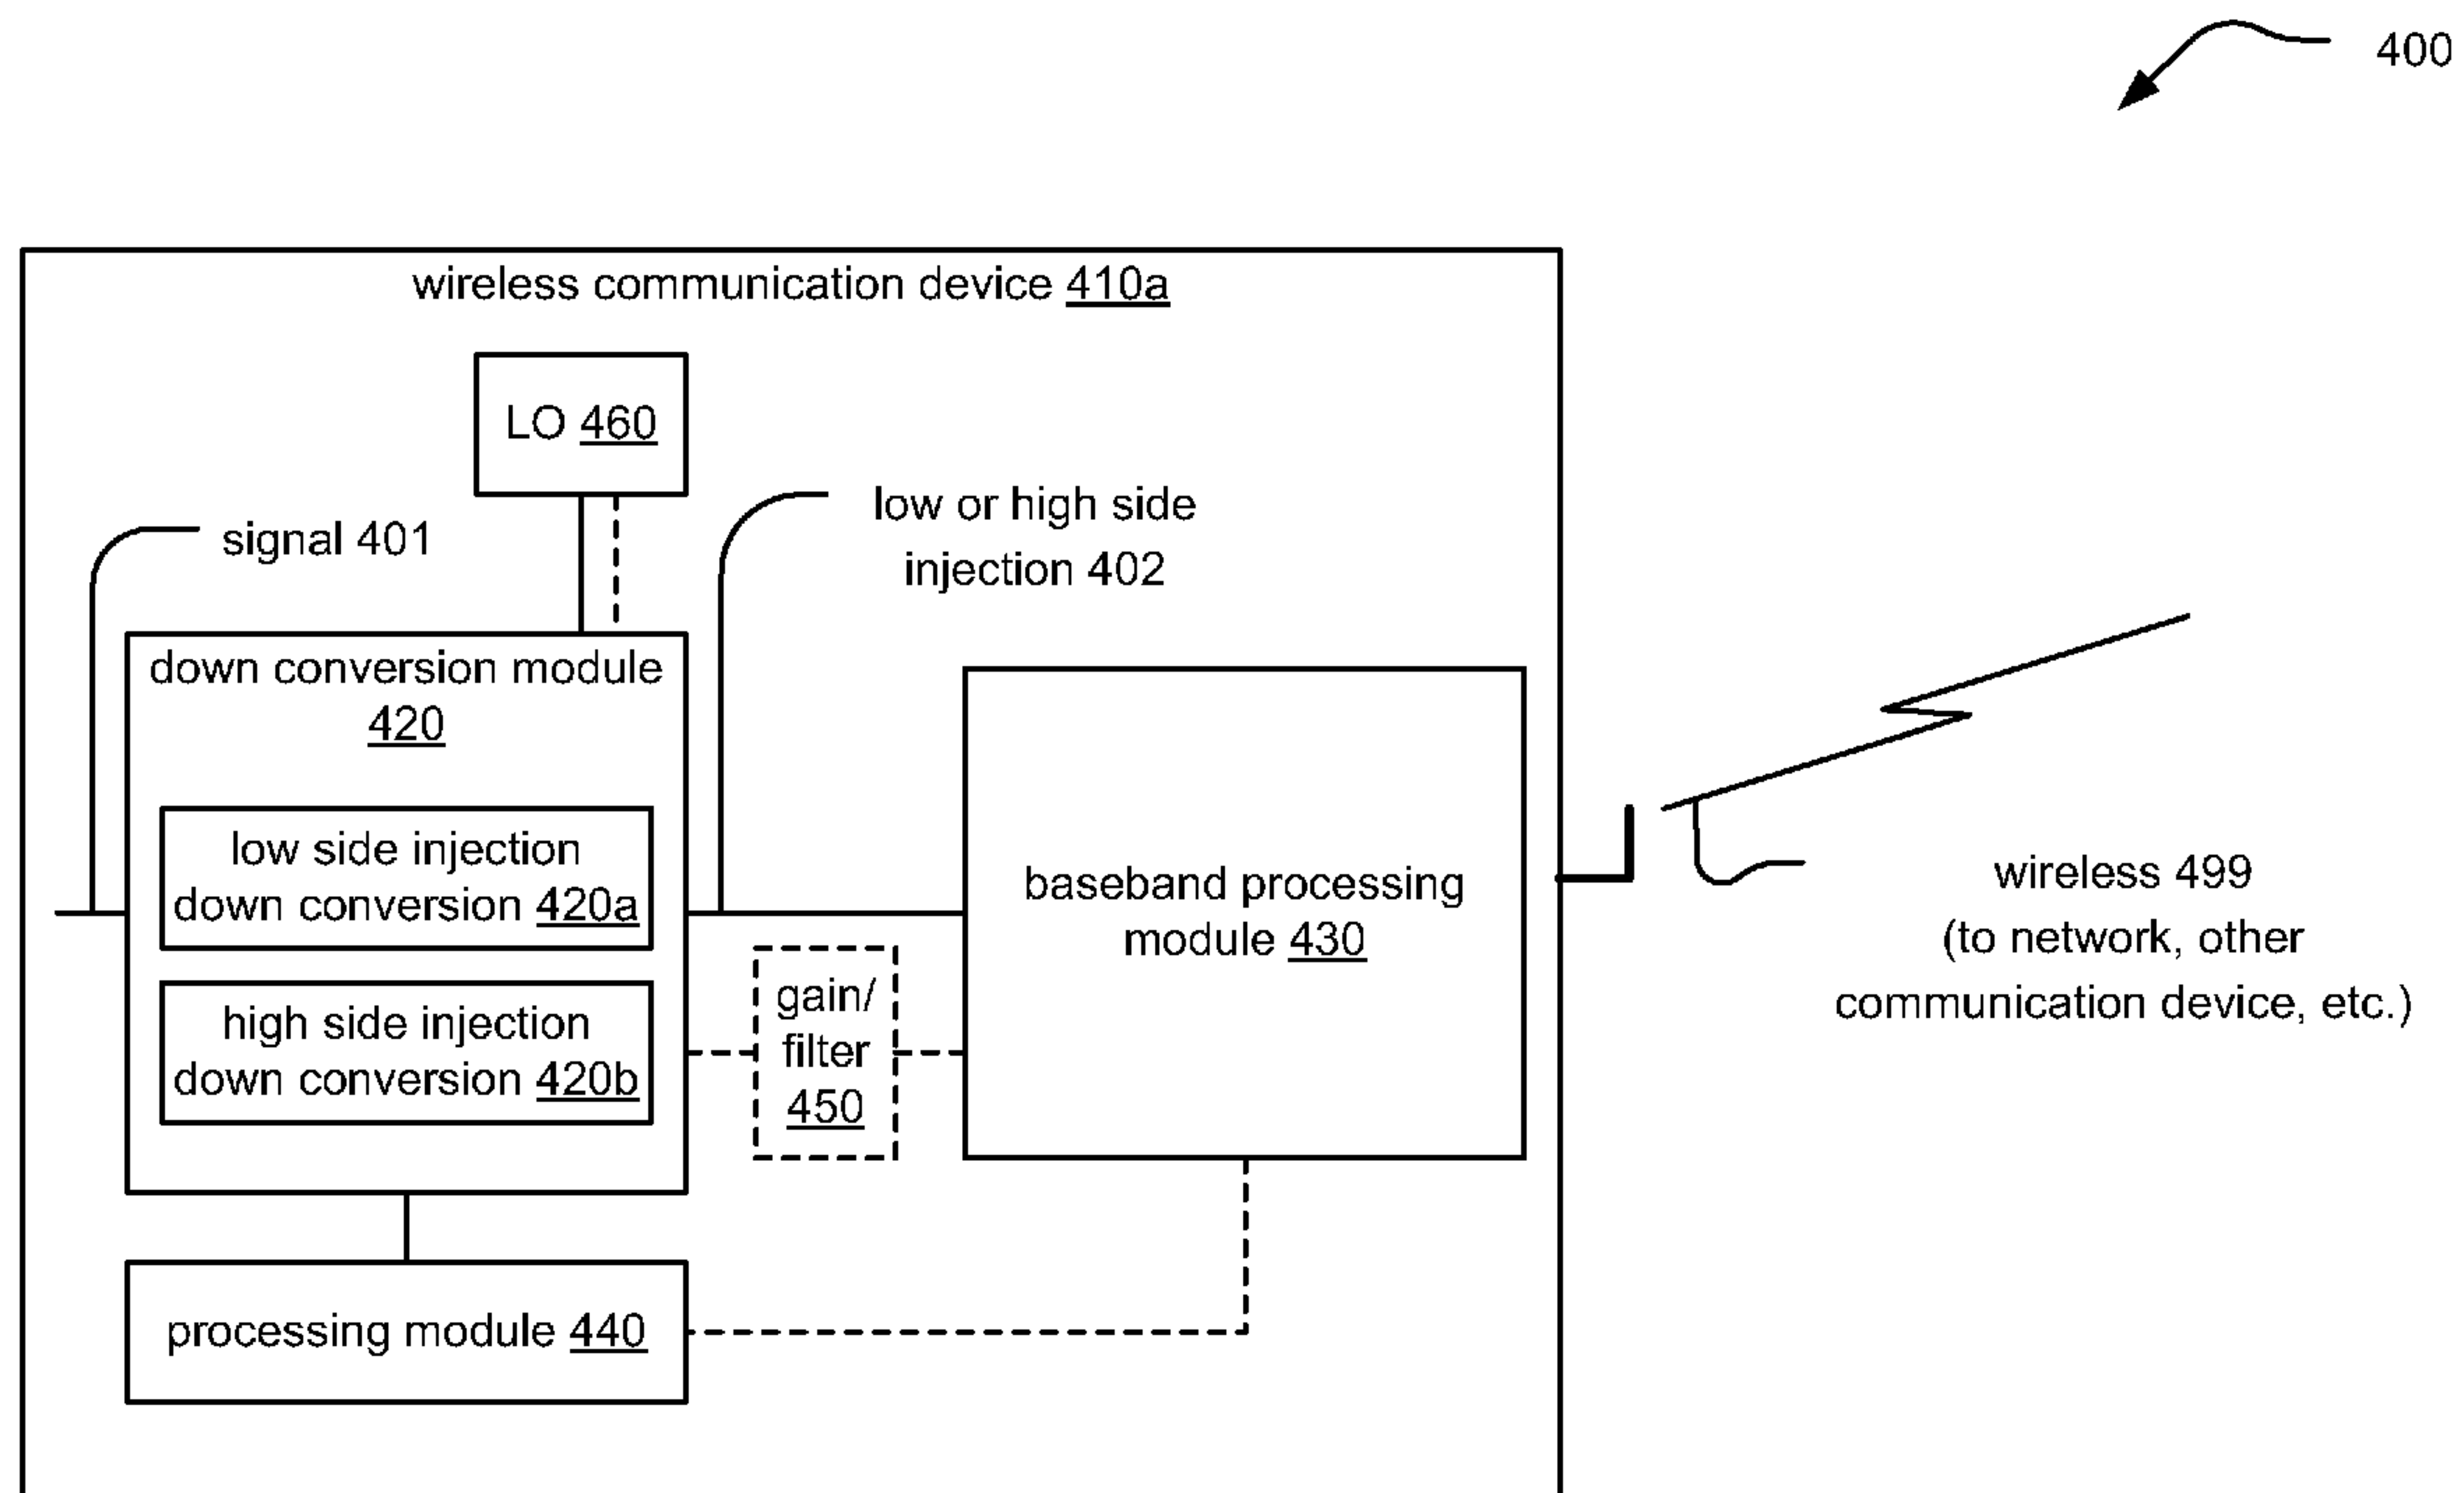 400
wireless communication device 410a
LO 460
signal 401
low or high side
injection 402
down conversion module
420
low side injection
down conversion 420a
high side injection
down conversion 420b
gain/
filter
450
baseband processing
module 430
wireless 499
(to network, other
communication device, etc.)
processing module 440